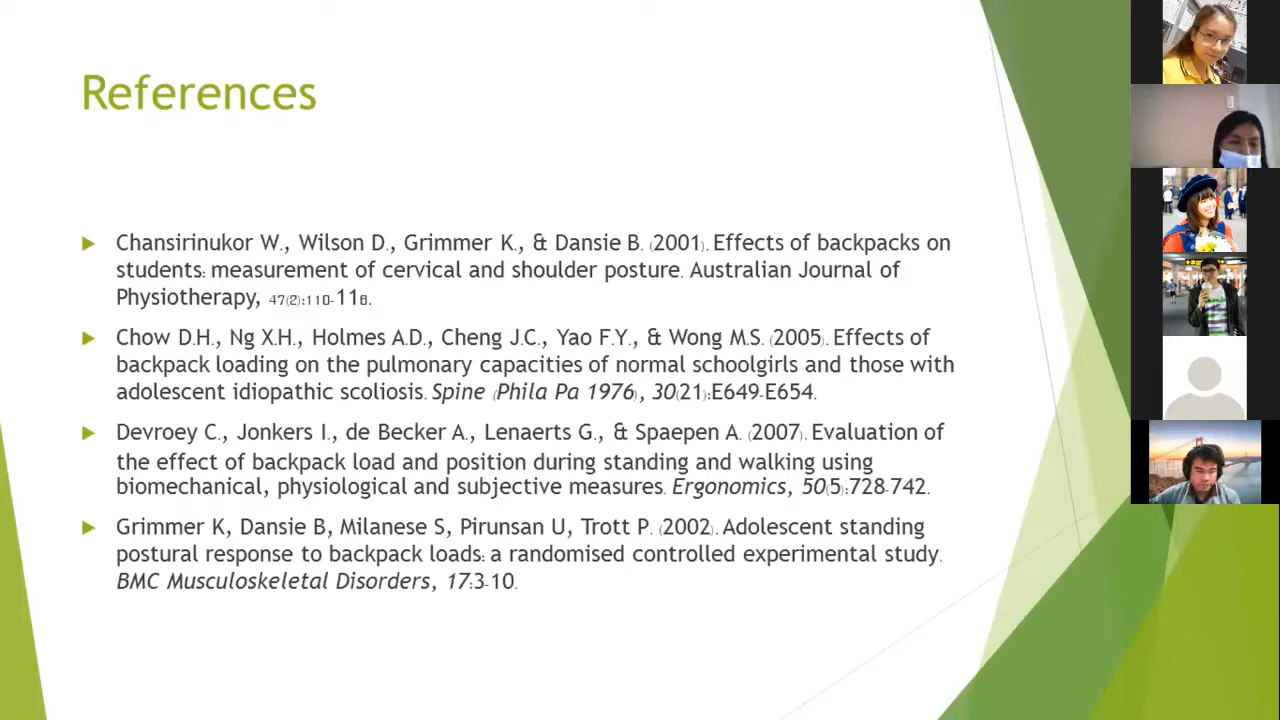 References
Chansirinukor W., Wilson D., Grimmer K., & Dansie B. (2001). Effects of backpacks on
students: measurement of cervical and shoulder posture. Australian Journal of
Physiotherapy, 47(2):110-118.
Chow D.H., Ng X.H., Holmes A.D., Cheng J.C., Yao F.Y., & Wong M.S. (2005). Effects of
backpack loading on the pulmonary capacities of normal schoolgirls and those with
adolescent idiopathic scoliosis. Spine (Phila Pa 1976), 30(21):E649-E654.
Devroey C., Jonkers I., de Becker A., Lenaerts G., & Spaepen A. (2007). Evaluation of
the effect of backpack load and position during standing and walking using
biomechanical, physiological and subjective measures. Ergonomics, 50(5):728-742.
Grimmer K, Dansie B, Milanese S, Pirunsan U, Trott P. (2002). Adolescent standing
postural response to backpack loads: a randomised controlled experimental study.
BMC Musculoskeletal Disorders, 17:3-10.